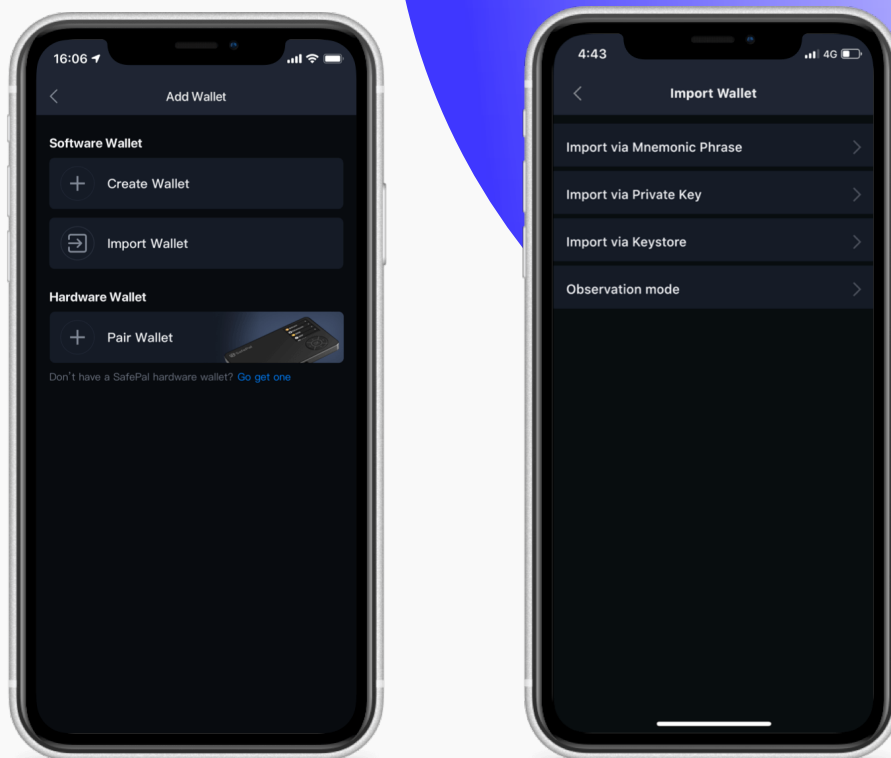 16:06
Add Wallet
Software Wallet
Create Wallet
Import Wallet
Hardware Wallet
Pair Wallet
Don't have a SafePal hardware wallet? Go get one
4:43
4G
Import Wallet
Import via Mnemonic Phrase
Import via Private Key
Import via Keystore
Observation mode